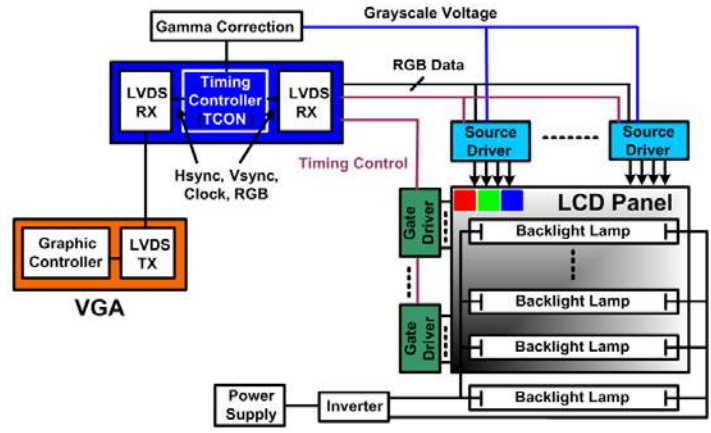 Gamma Correction
Grayscale Voltage
RGB Data
LVDS
RX
Timing
Controller
[TCON]
LVDS
RX
Hsync, Vsync,
Clock, RGB
Timing Control
Source
Driver
Source
Driver
Graphic
Controller
LVDS
TX
VGA
Gate
Driver
Gate
Driver
LCD Panel
Backlight Lamp
Backlight Lamp
Backlight Lamp
Backlight Lamp
Power
Supply
Inverter